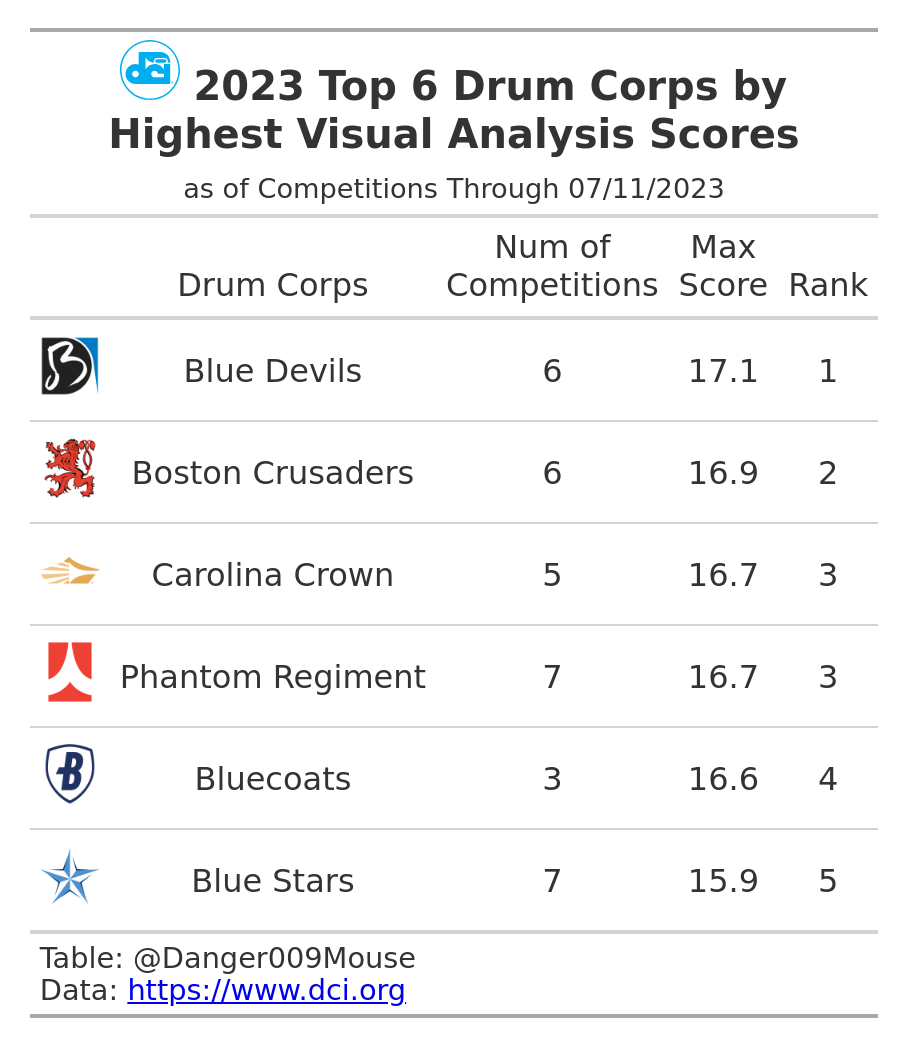 2023 Top 6 Drum Corps by
Highest Visual Analysis Scores
as of Competitions Through 07/11/2023
Drum Corps Num of Competitions Max Score Rank
Blue Devils 6 17.1 1
Boston Crusaders 6 16.9 2
Carolina Crown 5 16.7 3
Phantom Regiment 7 16.7 3
Bluecoats 3 16.6 4
Blue Stars 7 15.9 5
Table: @Danger009Mouse
Data: https://www.dci.org